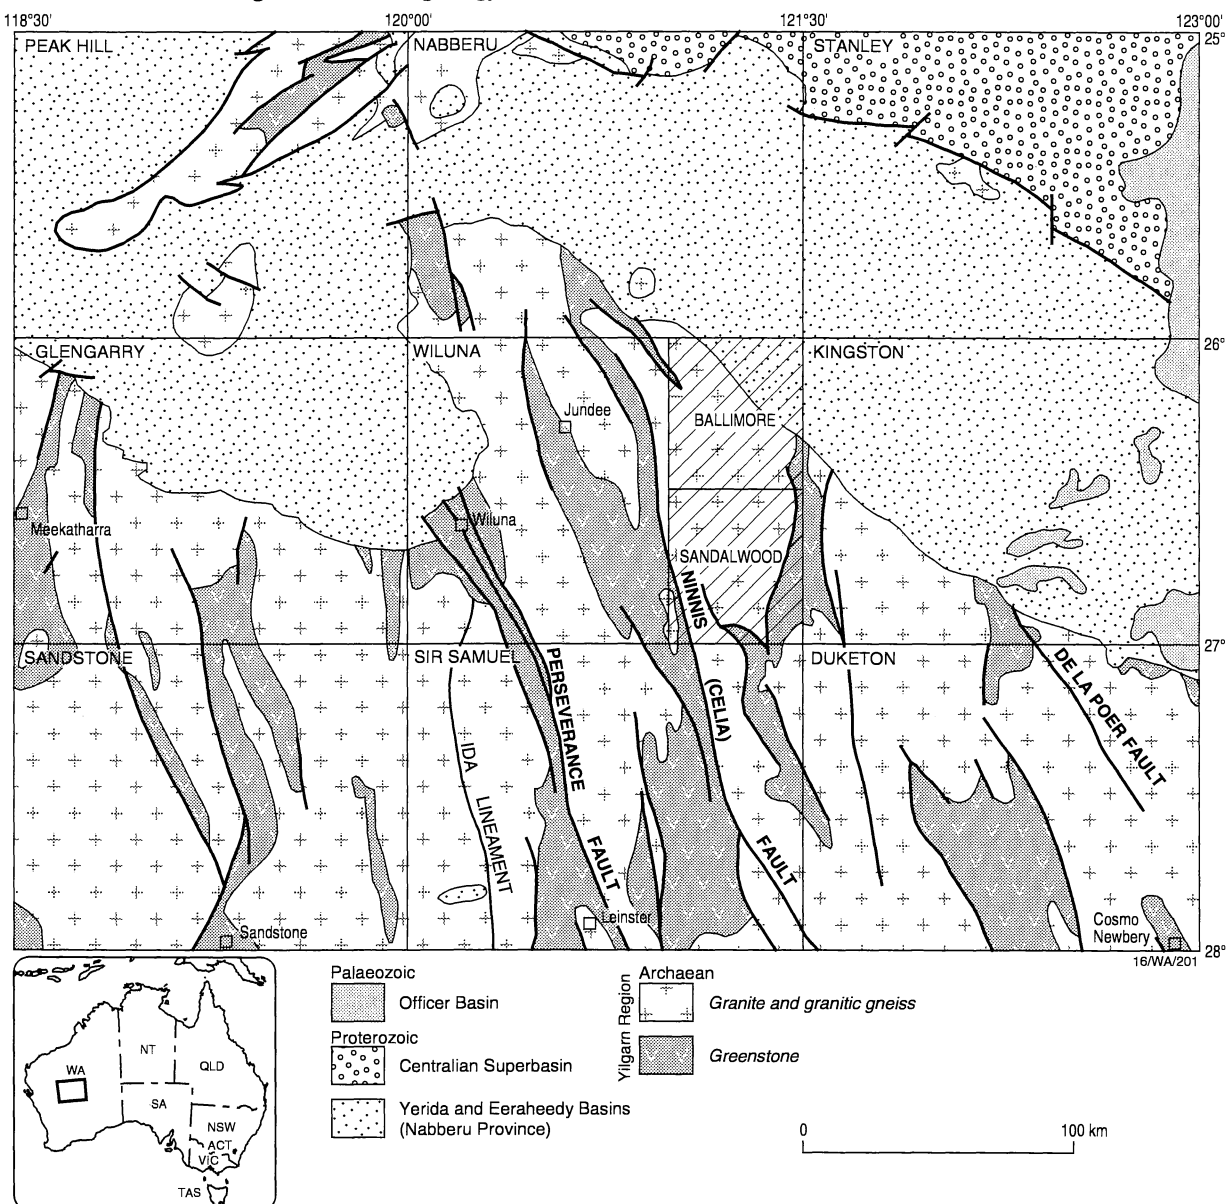 118°30'
120°00'
121°30'
123°00'
PEAK HILL
NABBERU
STANLEY
25°
GLENGARRY
WILUNA
KINGSTON
26°
Jundee
BALLIMORE
Meekatharra
Wiluna
SANDALWOOD
NINNIS
(CELIA)
FAULT
SANDSTONE
SIR SAMUEL
DUKETON
27°
PERSEVERANCE
FAULT
DE LA POER FAULT
IDA
LINEAMENT
Sandstone
Leinster
Cosmo
Newbery
28°
16/WA/201
WA
NT
QLD
SA
NSW
ACT
VIC
TAS
Palaeozoic
Officer Basin
Proterozoic
Centralian Superbasin
Yerida and Eeraheedy Basins
(Nabberu Province)
Yilgarn Region
Archaean
Granite and granitic gneiss
Greenstone
0
100 km